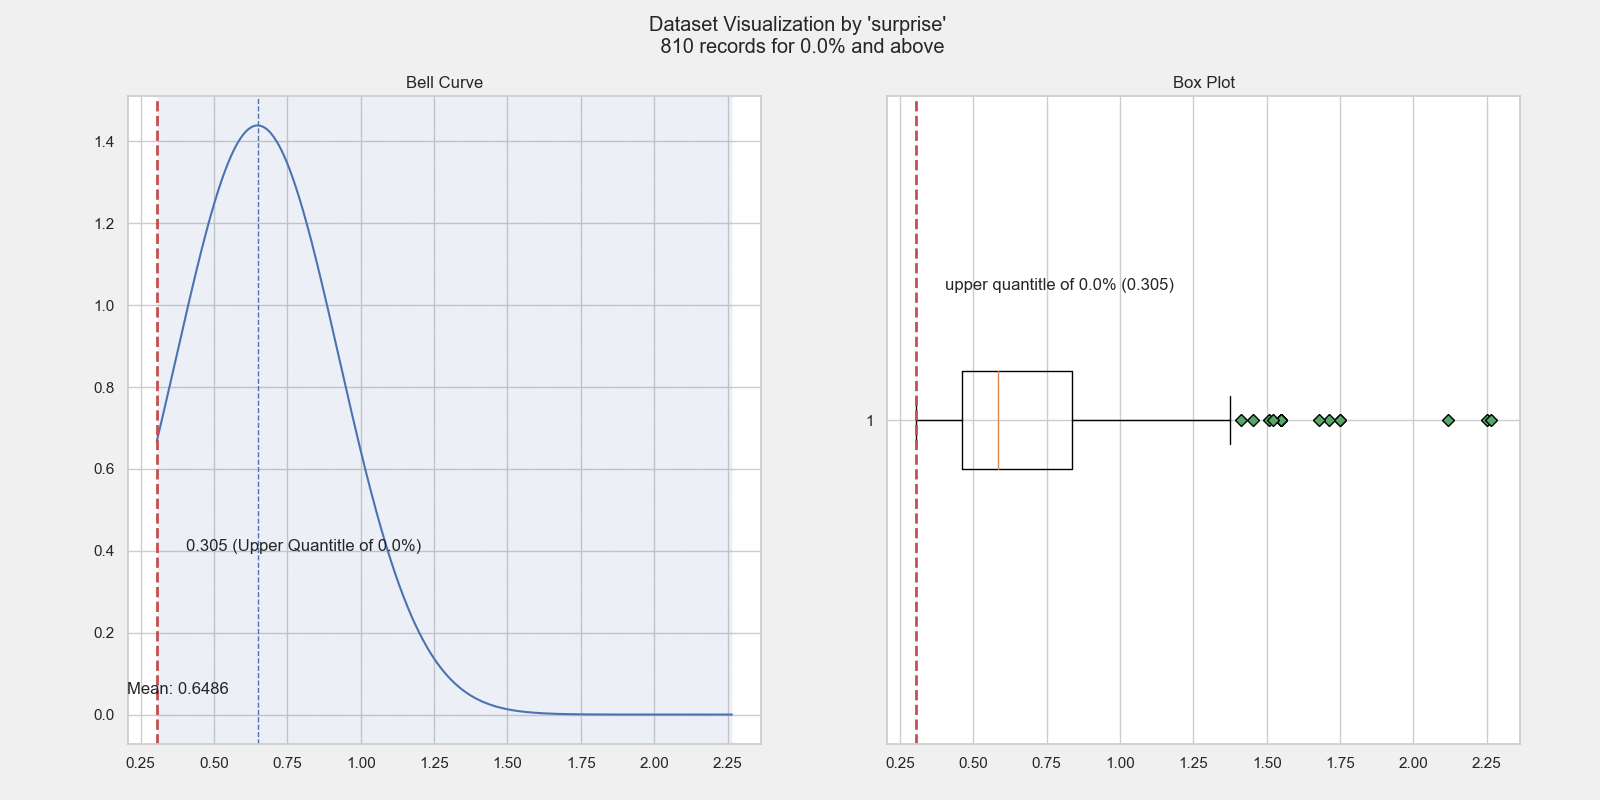 Dataset Visualization by 'surprise'
810 records for 0.0% and above
Bell Curve
1.4
1.2
1.0
0.8
0.6
0.4
0.2
0.0
0.305 (Upper Quantitle of 0.0%)
Mean: 0.6486
0.25 0.50 0.75 1.00 1.25 1.50 1.75 2.00 2.25
Box Plot
upper quantitle of 0.0% (0.305)
1
0.25 0.50 0.75 1.00 1.25 1.50 1.75 2.00 2.25